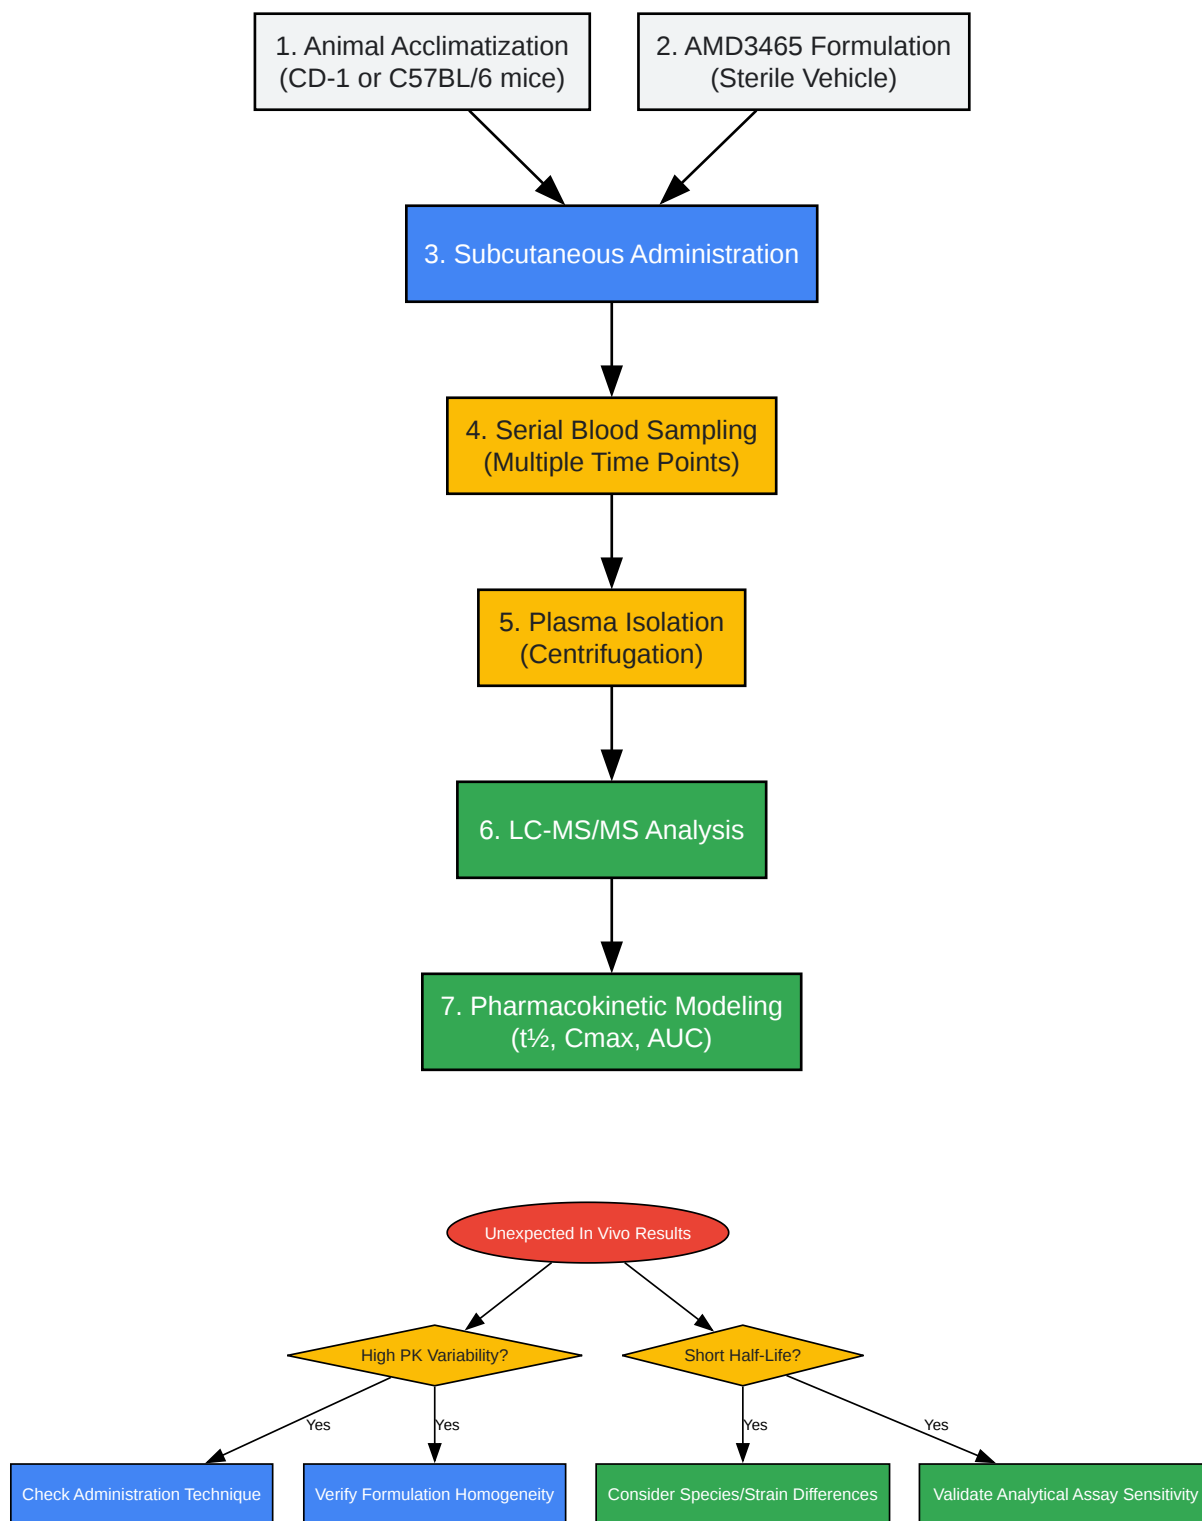 1. Animal Acclimatization
(CD-1 or C57BL/6 mice)
2. AMD3465 Formulation
(Sterile Vehicle)
3. Subcutaneous Administration
4. Serial Blood Sampling
(Multiple Time Points)
5. Plasma Isolation
(Centrifugation)
6. LC-MS/MS Analysis
7. Pharmacokinetic Modeling
(t½, Cmax, AUC)
Unexpected In Vivo Results
High PK Variability?
Short Half-Life?
Yes
Yes
Yes
Yes
Check Administration Technique
Verify Formulation Homogeneity
Consider Species/Strain Differences
Validate Analytical Assay Sensitivity